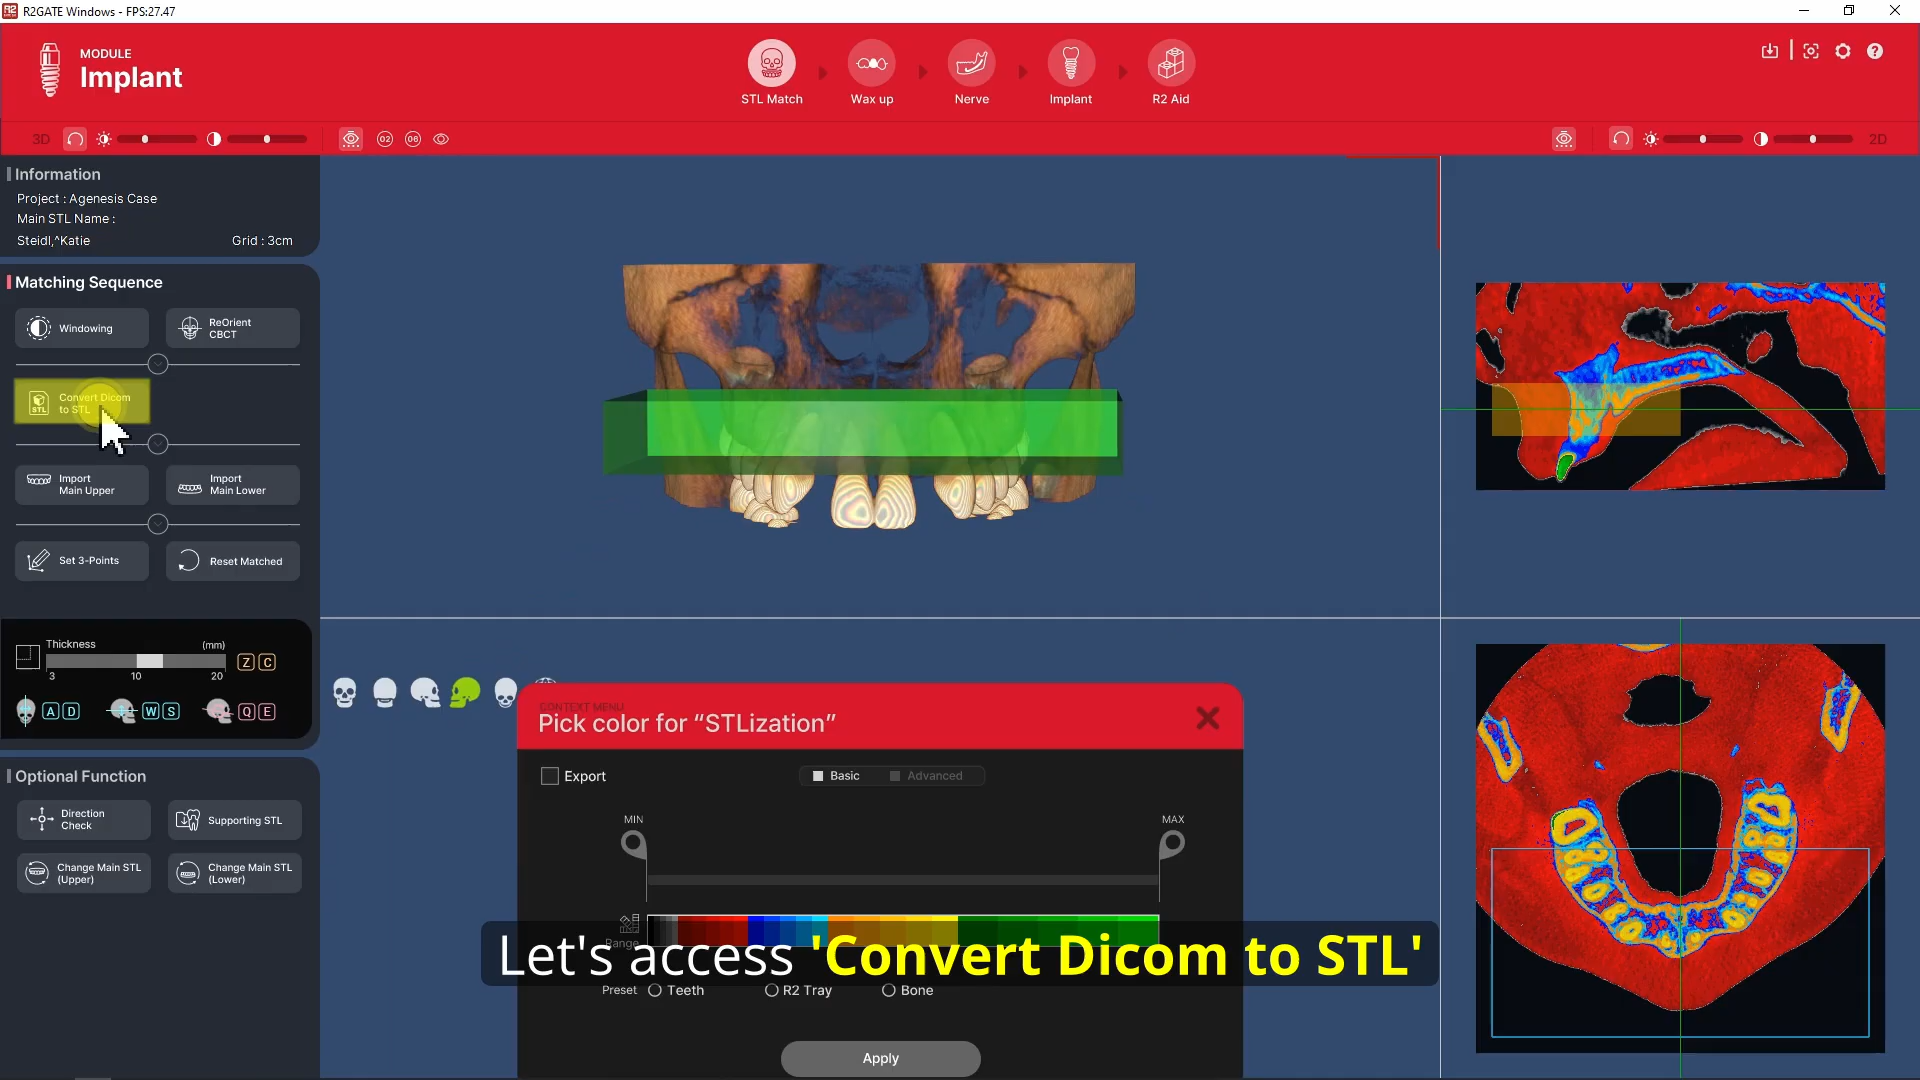 R2GATE Windows - FPS:27.47
MODULE
Implant
STL Match
Wax up
Nerve
Implant
R2 Aid
3D
02
06
2D
Information
Project : Agenesis Case
Main STL Name :
Steidl,^Katie
Grid : 3cm
Matching Sequence
Windowing
ReOrient
CBCT
STL
Convert Dicom
to STL
Import
Main Upper
Import
Main Lower
Set 3-Points
Reset Matched
Thickness
(mm)
Z C
3 10 20
A D
W S
Q E
Optional Function
Direction
Check
Supporting STL
Change Main STL
(Upper)
Change Main STL
(Lower)
CONTEXT MENU
Pick color for “STLization”
Export
Basic
Advanced
MIN
MAX
Range
Let's access 'Convert Dicom to STL'
Preset
Teeth
R2 Tray
Bone
Apply